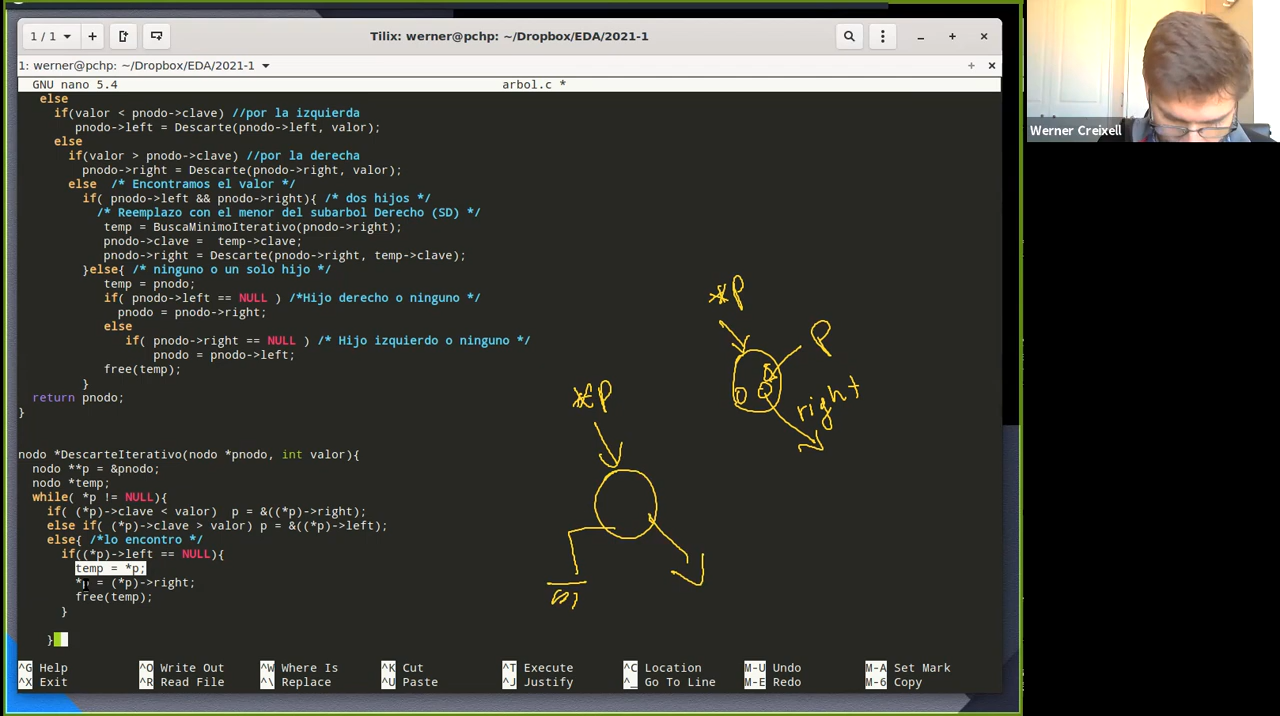 1 / 1
Tilix: werner@pchp: ~/Dropbox/EDA/2021-1
1: werner@pchp: ~/Dropbox/EDA/2021-1
GNU nano 5.4 arbol.c *
else
if(valor < pnodo->clave) //por la izquierda
pnodo->left = Descarte(pnodo->left, valor);
else
if(valor > pnodo->clave) //por la derecha
pnodo->right = Descarte(pnodo->right, valor);
else /* Encontramos el valor */
if( pnodo->left && pnodo->right){ /* dos hijos */
/* Reemplazo con el menor del subarbol Derecho (SD) */
temp = BuscaMinimoIterativo(pnodo->right);
pnodo->clave = temp->clave;
pnodo->right = Descarte(pnodo->right, temp->clave);
}else{ /* ninguno o un solo hijo */
temp = pnodo;
if( pnodo->left == NULL ) /*Hijo derecho o ninguno */
pnodo = pnodo->right;
else
if( pnodo->right == NULL ) /* Hijo izquierdo o ninguno */
pnodo = pnodo->left;
free(temp);
}
return pnodo;
}
nodo *DescarteIterativo(nodo *pnodo, int valor){
nodo **p = &pnodo;
nodo *temp;
while( *p != NULL){
if( (*p)->clave < valor) p = &((*p)->right);
else if( (*p)->clave > valor) p = &((*p)->left);
else{ /*lo encontro */
if((*p)->left == NULL){
temp = *p;
*p = (*p)->right;
free(temp);
}
}
*P
P
right
*P
^G Help ^O Write Out ^W Where Is ^K Cut ^T Execute ^C Location M-U Undo M-A Set Mark
^X Exit ^R Read File ^\ Replace ^U Paste ^J Justify ^_ Go To Line M-E Redo M-6 Copy
Werner Creixell